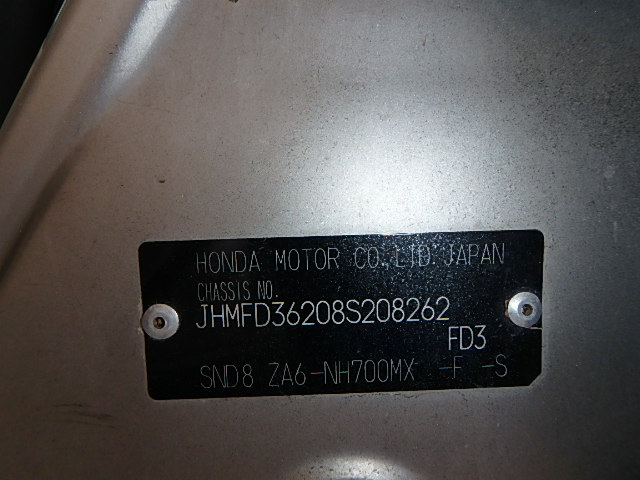 HONDA MOTOR CO.,LTD. JAPAN
CHASSIS NO.
JHMFD36208S208262
FD3
SND8 ZA6-NH700MX -F -S